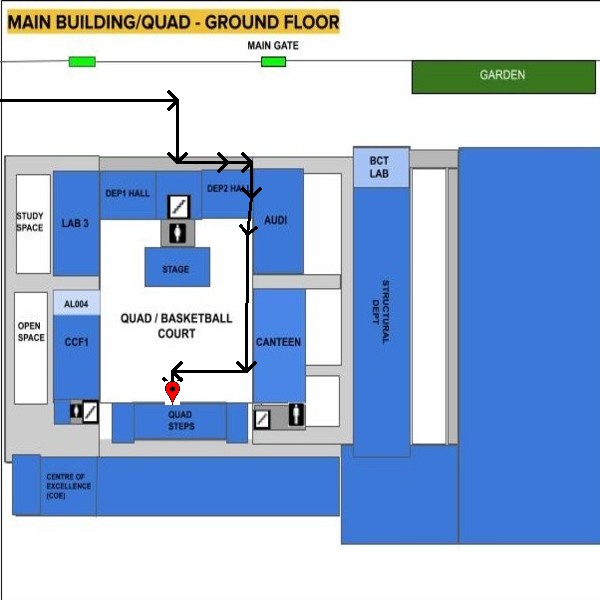 MAIN BUILDING/QUAD - GROUND FLOOR
MAIN GATE
GARDEN
BCT
LAB
DEP1 HALL
DEP2 HALL
STUDY
SPACE
LAB 3
AUDI
STAGE
STRUCTURAL
DEPT
AL004
OPEN
SPACE
CCF1
QUAD / BASKETBALL
COURT
CANTEEN
QUAD
STEPS
CENTRE OF
EXCELLENCE
(COE)